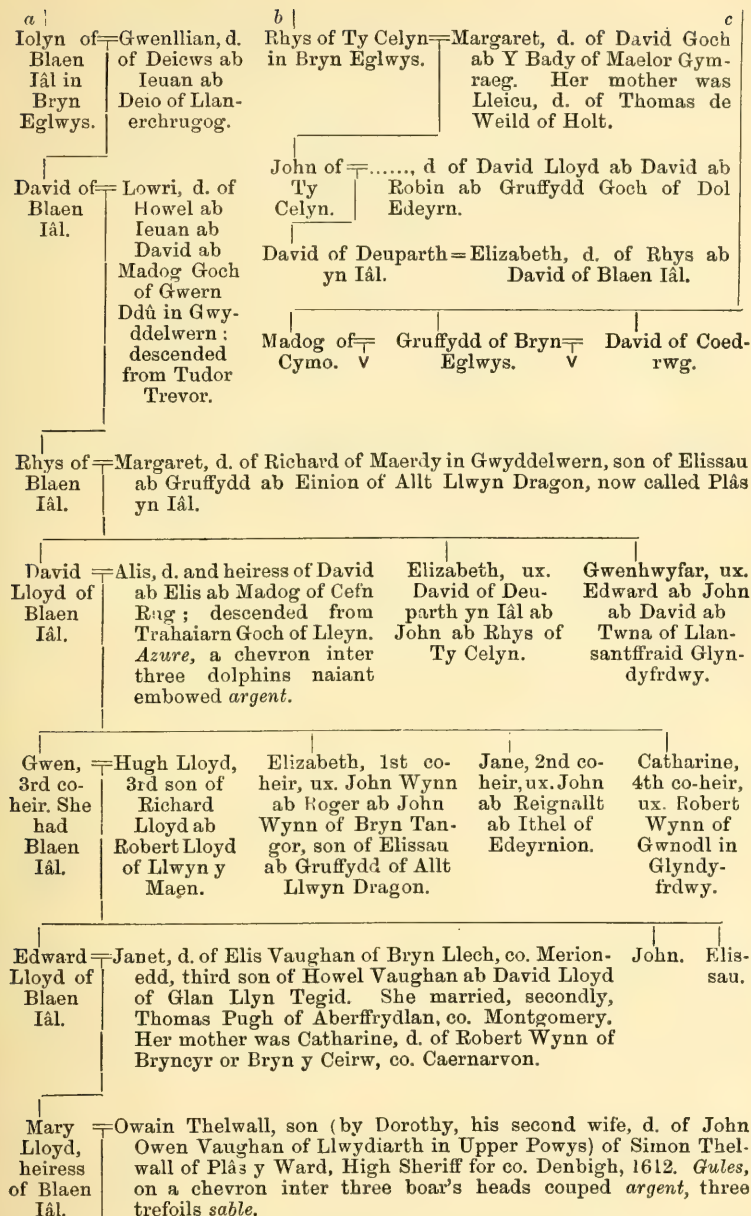 a
Iolyn of=Gwenllian, d.
Blaen of Deicws ab
Iâl in Ieuan ab
Bryn Deio of Llan-
Eglwys. erchrugog.
b c
Rhys of Ty Celyn=Margaret, d. of David Goch
in Bryn Eglwys. ab Y Bady of Maelor Gym-
raeg. Her mother was
Lleicu, d. of Thomas de
Weild of Holt.
John of=......, d of David Lloyd ab David ab
Ty Robin ab Gruffydd Goch of Dol
Celyn. Edeyrn.
David of Deuparth=Elizabeth, d. of Rhys ab
yn Iâl. David of Blaen Iâl.
Madog of= Gruffydd of Bryn= David of Coed-
Cymo. v Eglwys. v rwg.
David of=Lowri, d. of
Blaen Howel ab
Iâl. Ieuan ab
David ab
Madog Goch
of Gwern
Ddû in Gwy-
ddelwern;
descended
from Tudor
Trevor.
Rhys of=Margaret, d. of Richard of Maerdy in Gwyddelwern, son of Elissau
Blaen ab Gruffydd ab Einion of Allt Llwyn Dragon, now called Plâs
Iâl. yn Iâl.
David =Alis, d. and heiress of David
Lloyd of ab Elis ab Madog of Cefn
Blaen Rug; descended from
Iâl. Trahaiarn Goch of Lleyn.
Azure, a chevron inter
three dolphins naiant
embowed argent.
Elizabeth, ux.
David of Deu-
parth yn Iâl ab
John ab Rhys of
Ty Celyn.
Gwenhwyfar, ux.
Edward ab John
ab David ab
Twna of Llan-
santffraid Glyn-
dyfrdwy.
Gwen, =Hugh Lloyd,
3rd co- 3rd son of
heir. She Richard
had Lloyd ab
Blaen Robert Lloyd
Iâl. of Llwyn y
Maen.
Elizabeth, 1st co-
heir, ux. John Wynn
ab Roger ab John
Wynn of Bryn Tan-
gor, son of Elissau
ab Gruffydd of Allt
Llwyn Dragon.
Jane, 2nd co-
heir, ux. John
ab Reignallt
ab Ithel of
Edeyrnion.
Catharine,
4th co-heir,
ux. Robert
Wynn of
Gwnodl in
Glyndy-
frdwy.
Edward=Janet, d. of Elis Vaughan of Bryn Llech, co. Merion-
Lloyd of edd, third son of Howel Vaughan ab David Lloyd
Blaen of Glan Llyn Tegid. She married, secondly,
Iâl. Thomas Pugh of Aberffrydlan, co. Montgomery.
Her mother was Catharine, d. of Robert Wynn of
Bryncyr or Bryn y Ceirw, co. Caernarvon.
John. Elis-
sau.
Mary =Owain Thelwall, son (by Dorothy, his second wife, d. of John
Lloyd, Owen Vaughan of Llwydiarth in Upper Powys) of Simon Thel-
heiress wall of Plâs y Ward, High Sheriff for co. Denbigh, 1612. Gules,
of Blaen on a chevron inter three boar's heads couped argent, three
Iâl. trefoils sable.